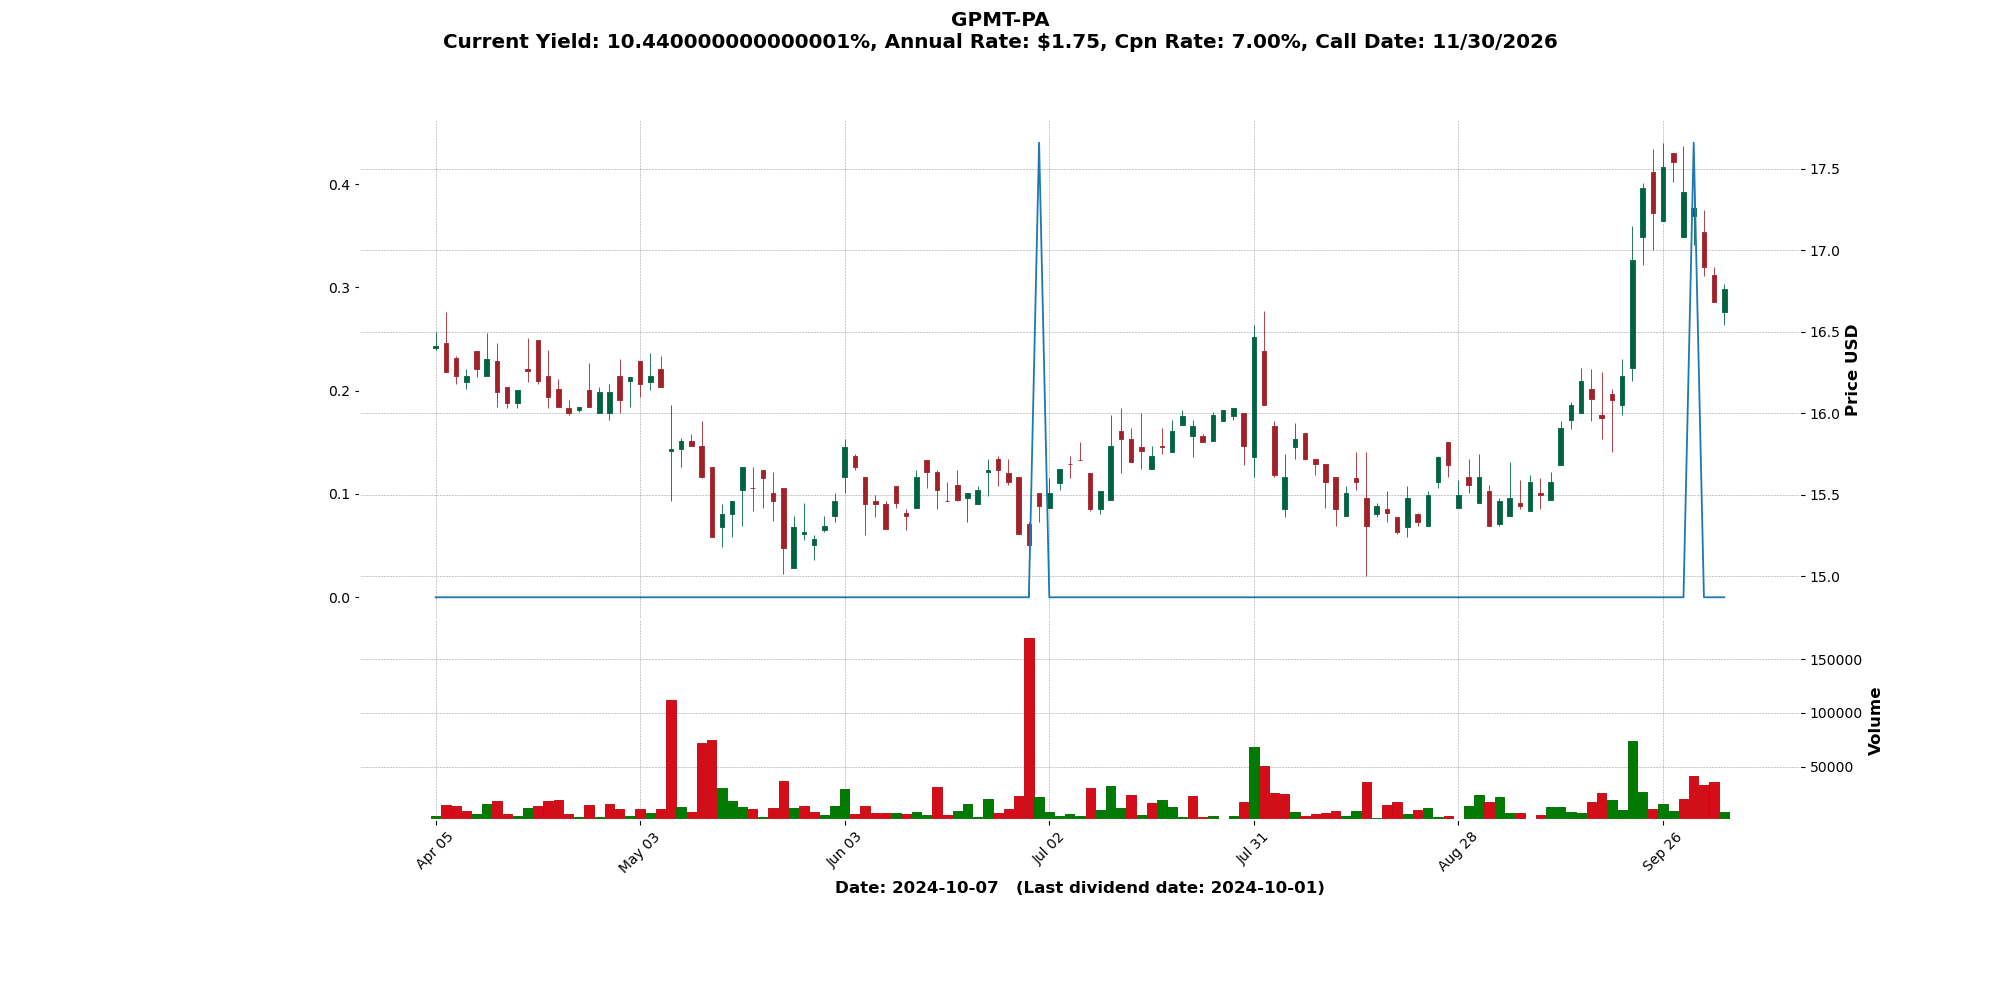 GPMT-PA
Current Yield: 10.440000000000001%, Annual Rate: $1.75, Cpn Rate: 7.00%, Call Date: 11/30/2026
0.4
0.3
0.2
0.1
0.0
17.5
17.0
16.5
16.0
15.5
15.0
Price USD
150000
100000
50000
Volume
Apr 05
May 03
Jun 03
Jul 02
Jul 31
Aug 28
Sep 26
Date: 2024-10-07 (Last dividend date: 2024-10-01)